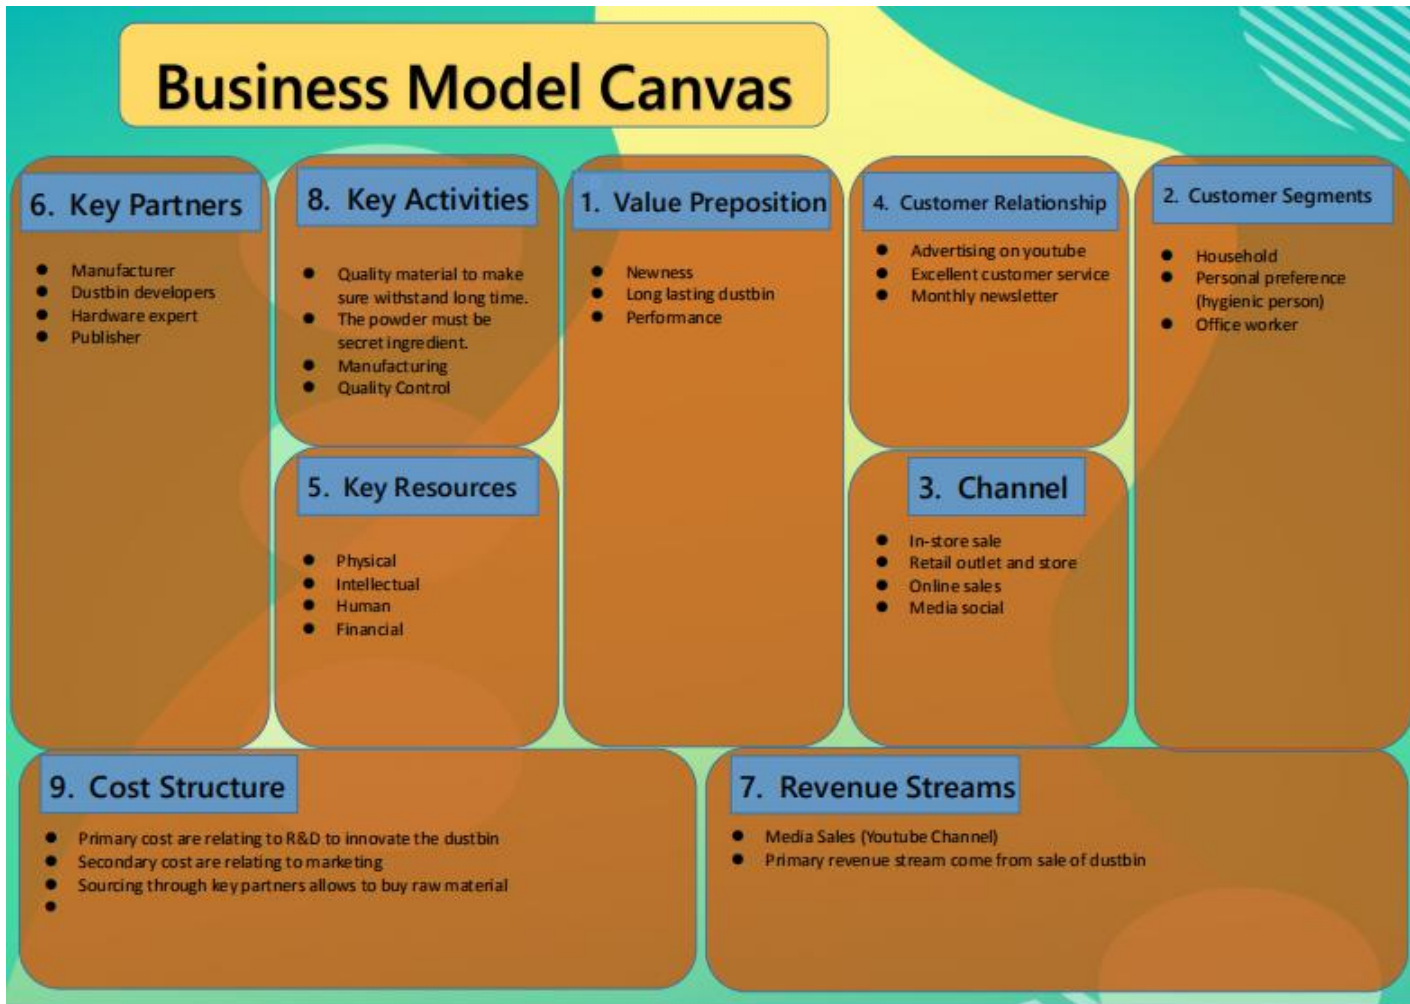 Business Model Canvas
6. Key Partners
● Manufacturer
● Dustbin developers
● Hardware expert
● Publisher
8. Key Activities
● Quality material to make
sure withstand long time.
● The powder must be
secret ingredient.
● Manufacturing
● Quality Control
5. Key Resources
● Physical
● Intellectual
● Human
● Financial
1. Value Preposition
● Newness
● Long lasting dustbin
● Performance
4. Customer Relationship
● Advertising on youtube
● Excellent customer service
● Monthly newsletter
3. Channel
● In-store sale
● Retail outlet and store
● Online sales
● Media social
2. Customer Segments
● Household
● Personal preference
(hygienic person)
● Office worker
9. Cost Structure
● Primary cost are relating to R&D to innovate the dustbin
● Secondary cost are relating to marketing
● Sourcing through key partners allows to buy raw material
●
7. Revenue Streams
● Media Sales (Youtube Channel)
● Primary revenue stream come from sale of dustbin